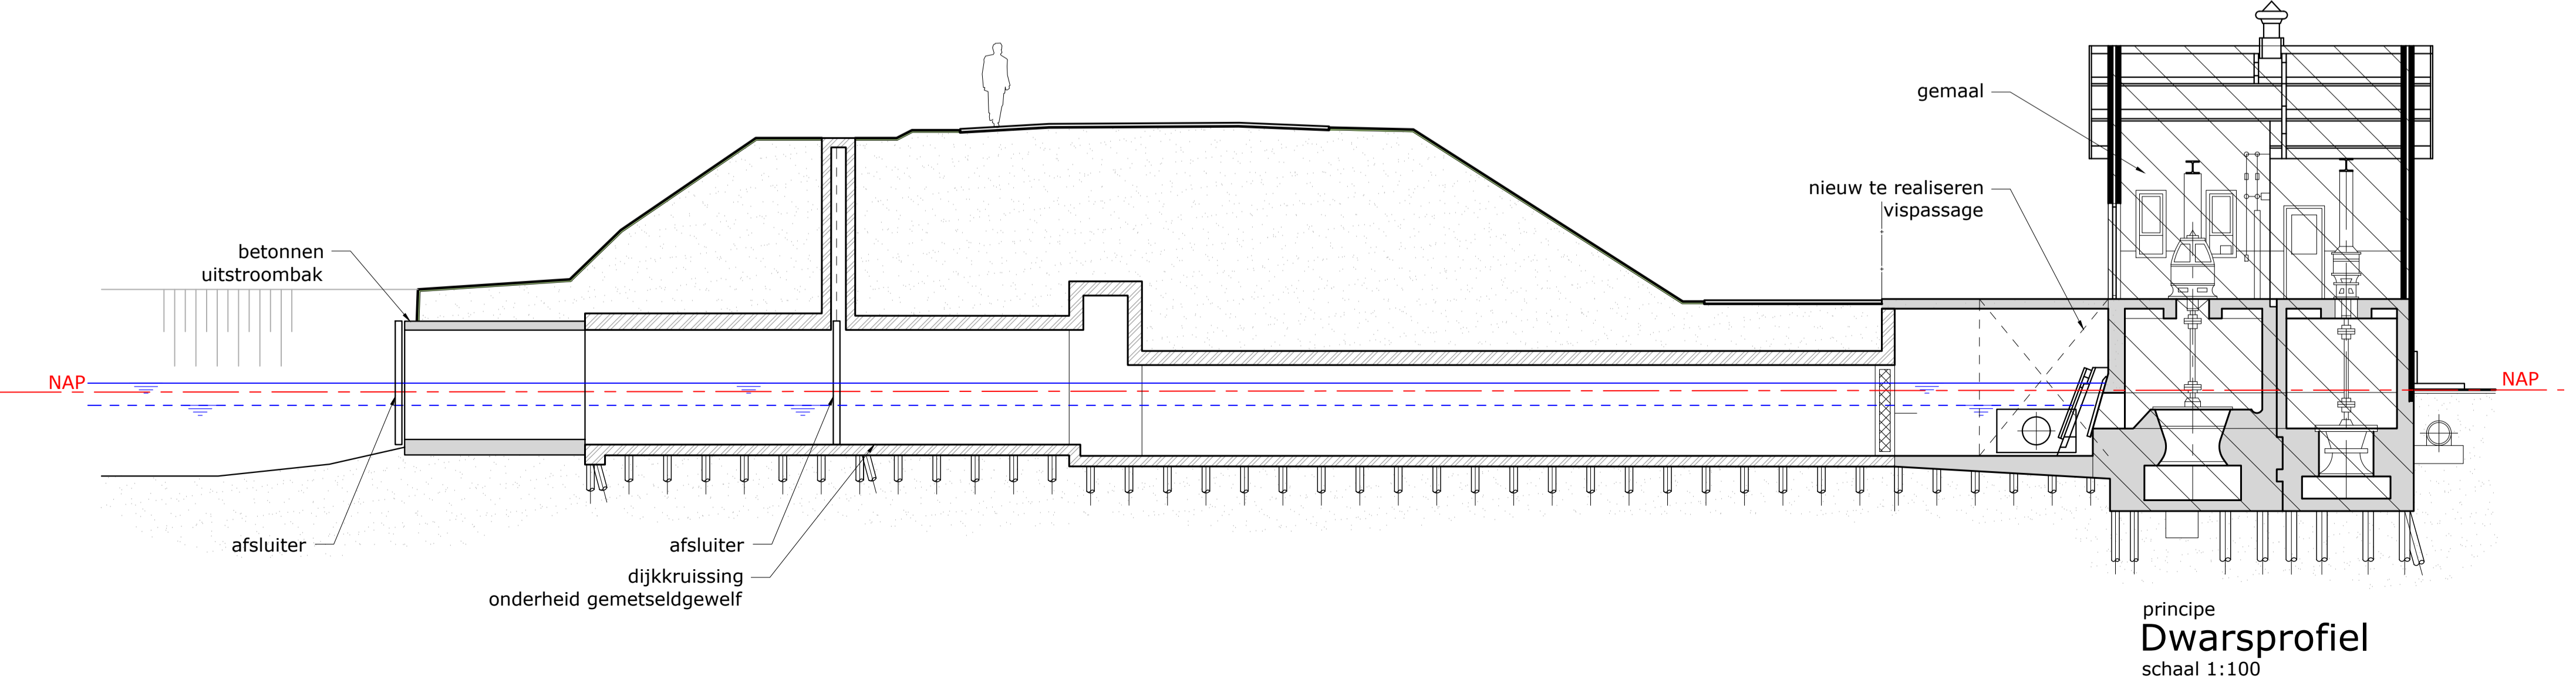 gemaal
nieuw te realiseren
vispassage
betonnen
uitstroombak
NAP
NAP
afsluiter
afsluiter
dijkkruissing
onderheid gemetseldgewelf
principe
Dwarsprofiel
schaal 1:100